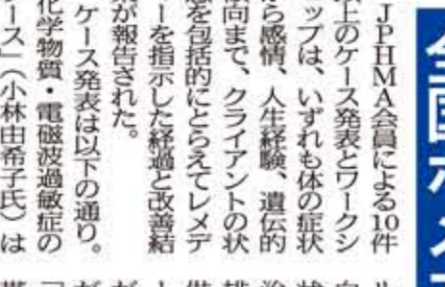 全国ホメ
JPHMA会員による10件
以上のケース発表とワークシ
ップは、いずれも体の症状
から感情、人生経験、遺伝的
傾向まで、クライアントの状
態を包括的にとらえてレメデ
ーを指示した経過と改善結
果が報告された。
ケース発表は以下の通り。
化学物質・電磁波過敏症の
ース」(小林由希子氏)は